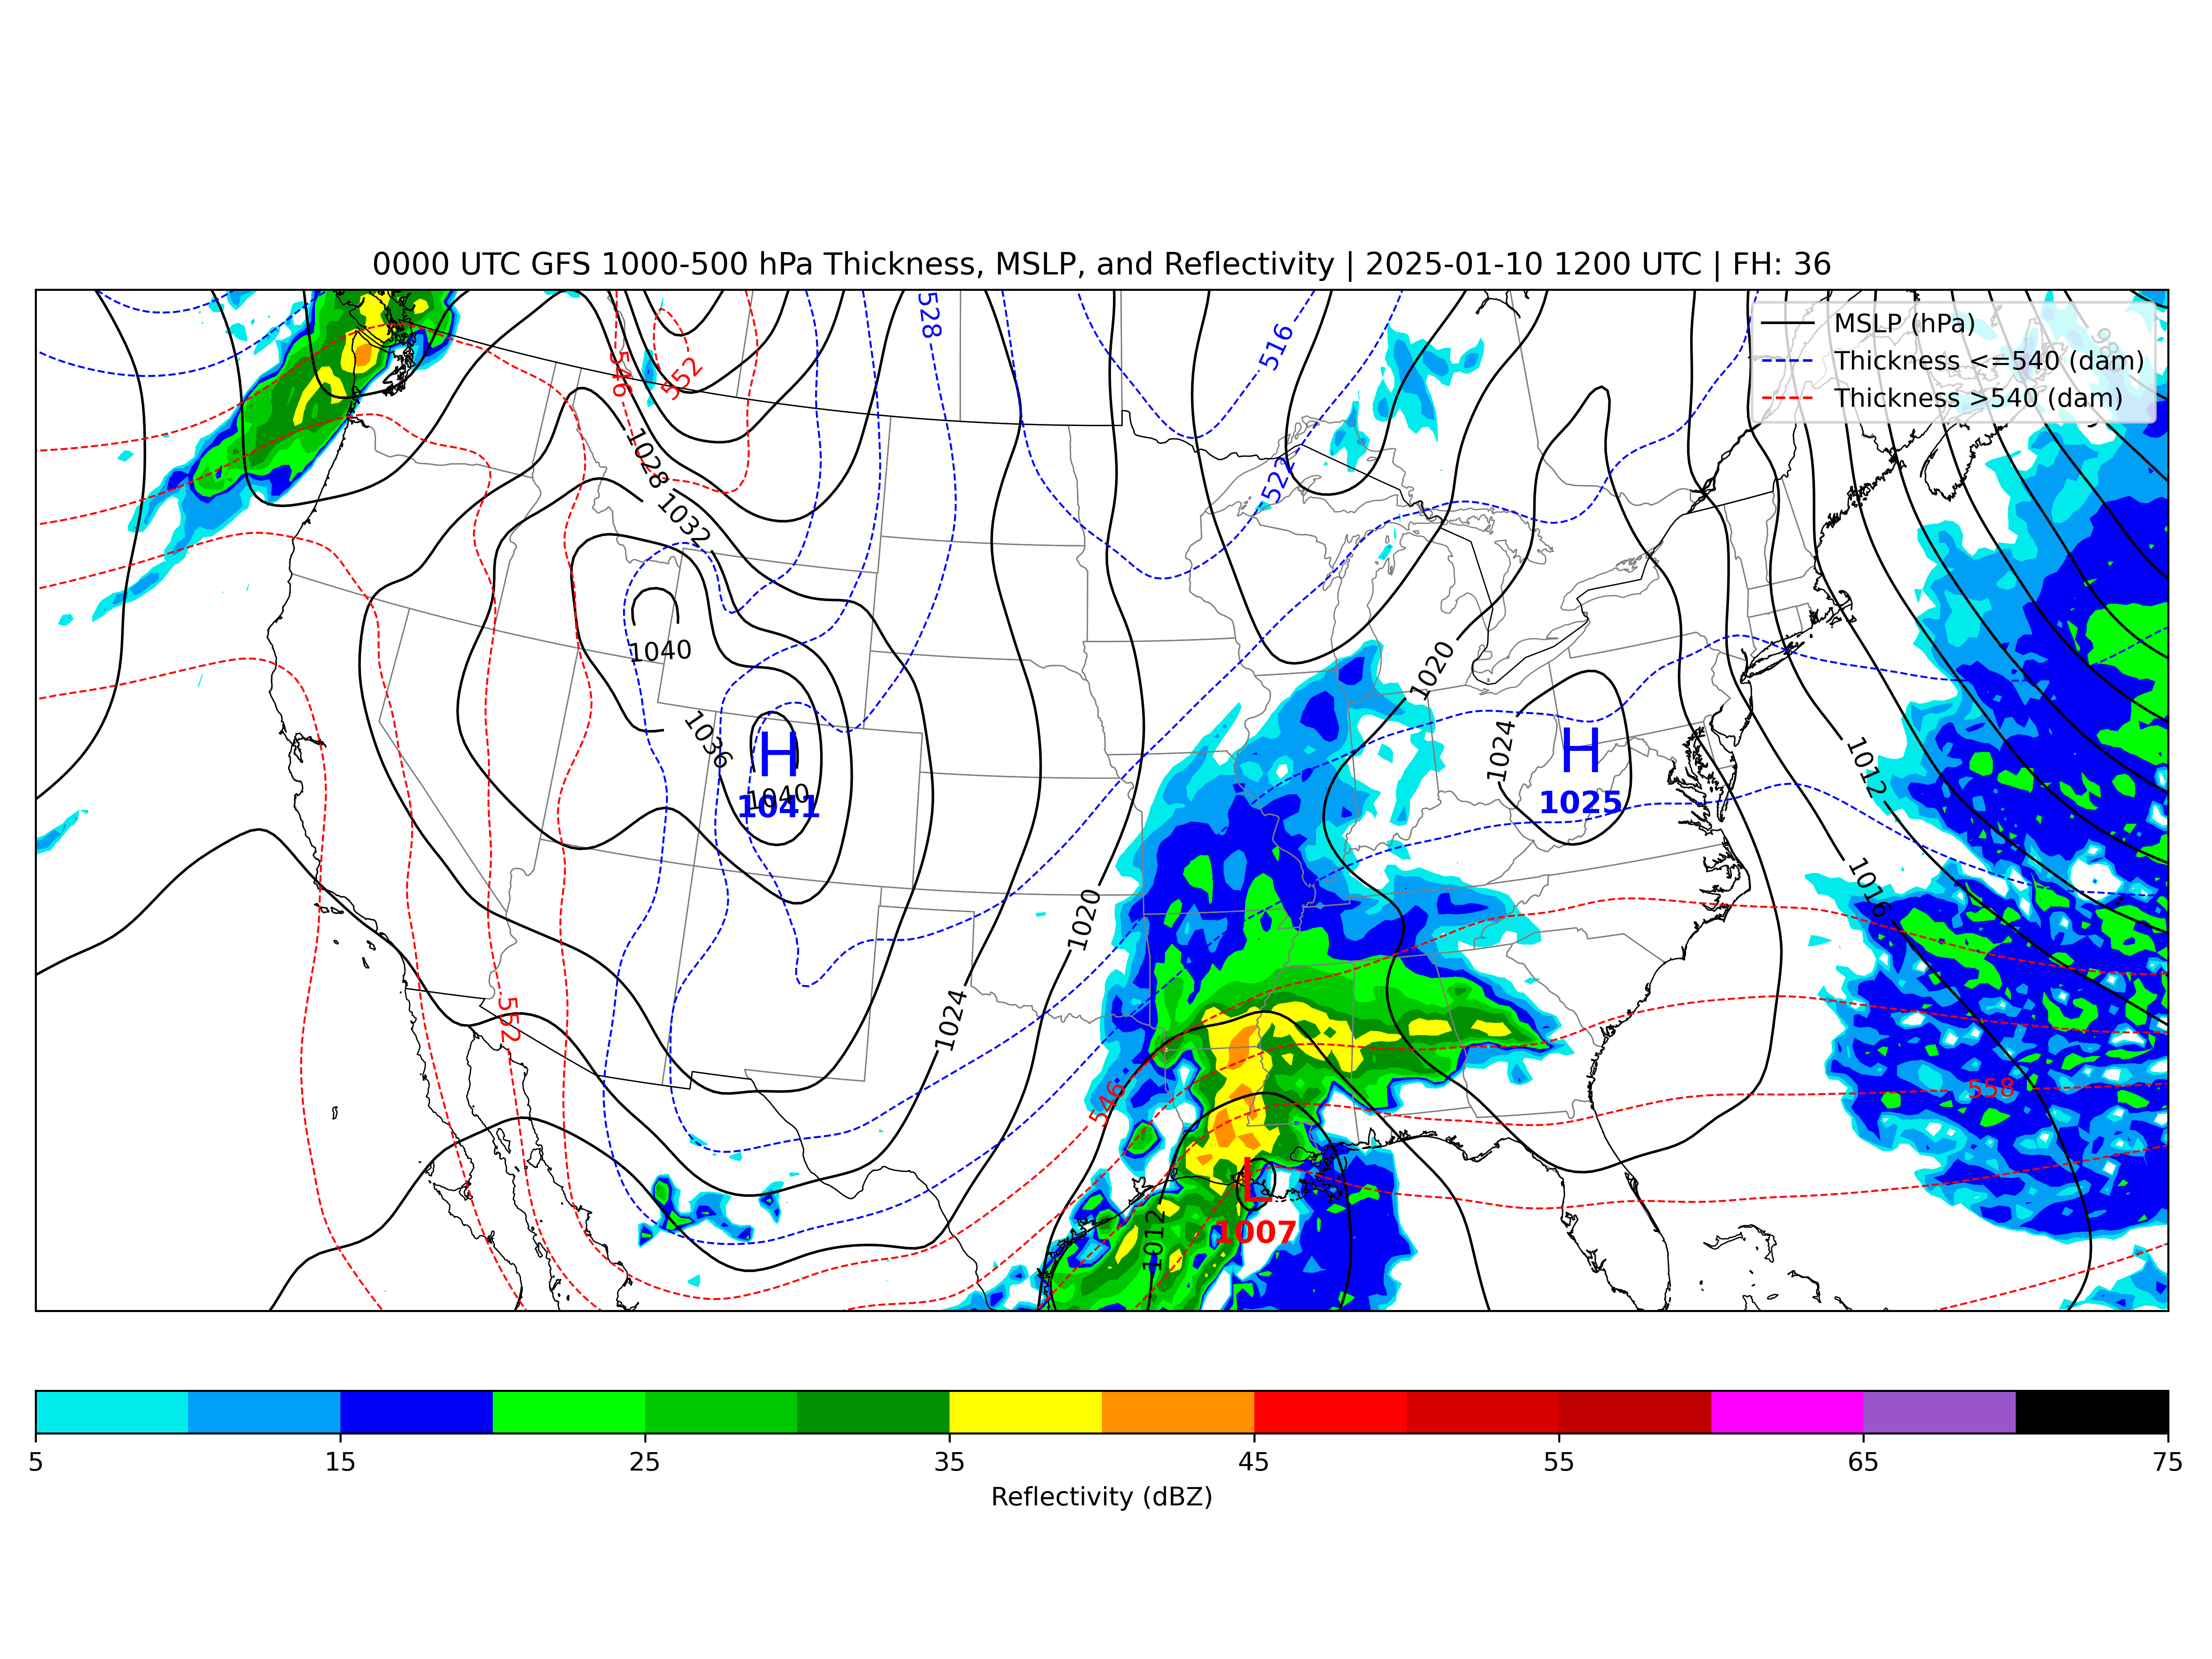 0000 UTC GFS 1000-500 hPa Thickness, MSLP, and Reflectivity | 2025-01-10 1200 UTC | FH: 36
MSLP (hPa)
Thickness <=540 (dam)
Thickness >540 (dam)
528
516
546
552
1028
522
1032
1040
1020
1036
H
1040
1041
1024
H
1025
1012
1016
1020
552
1024
546
558
L
1007
1012
5 15 25 35 45 55 65 75
Reflectivity (dBZ)